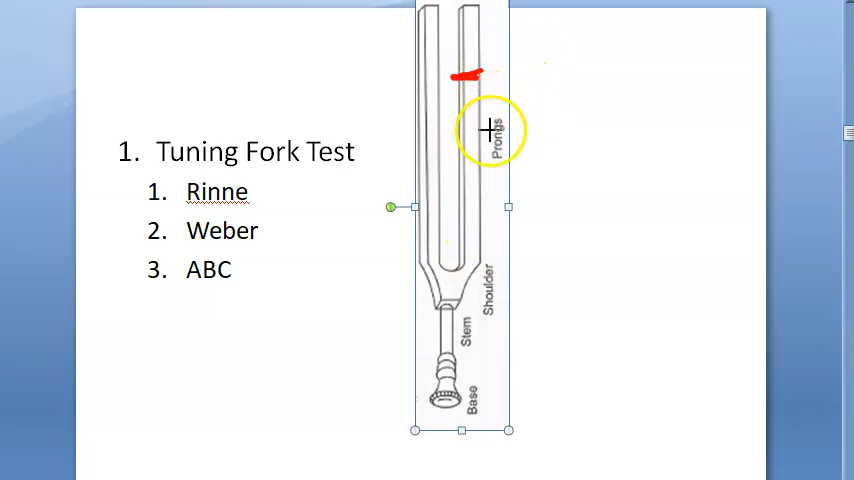 1. Tuning Fork Test
1. Rinne
2. Weber
3. ABC
Prongs
Shoulder
Stem
Base